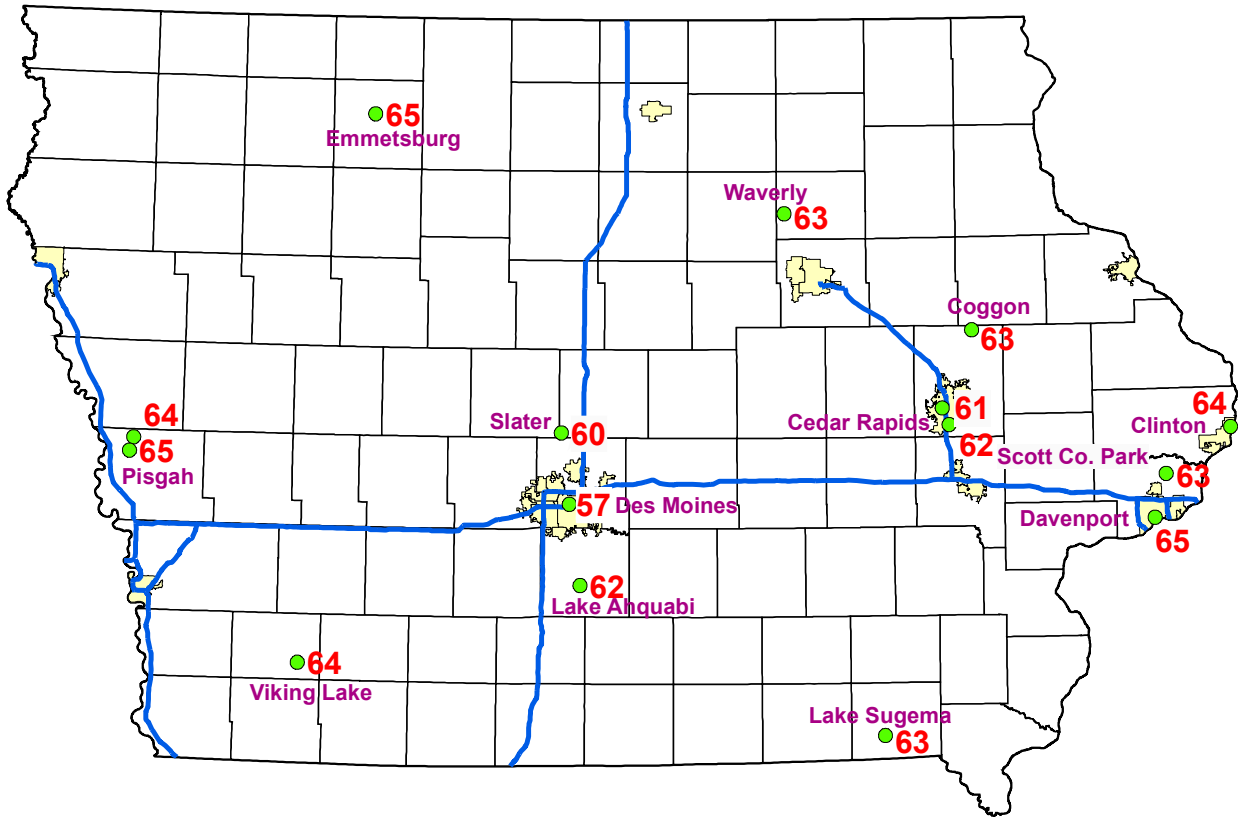 65
Emmetsburg
Waverly
63
Coggon
63
64
65
Pisgah
Slater
60
61
Cedar Rapids
62
64
Clinton
Scott Co. Park
63
57 Des Moines
Davenport
65
62
Lake Ahquabi
64
Viking Lake
Lake Sugema
63